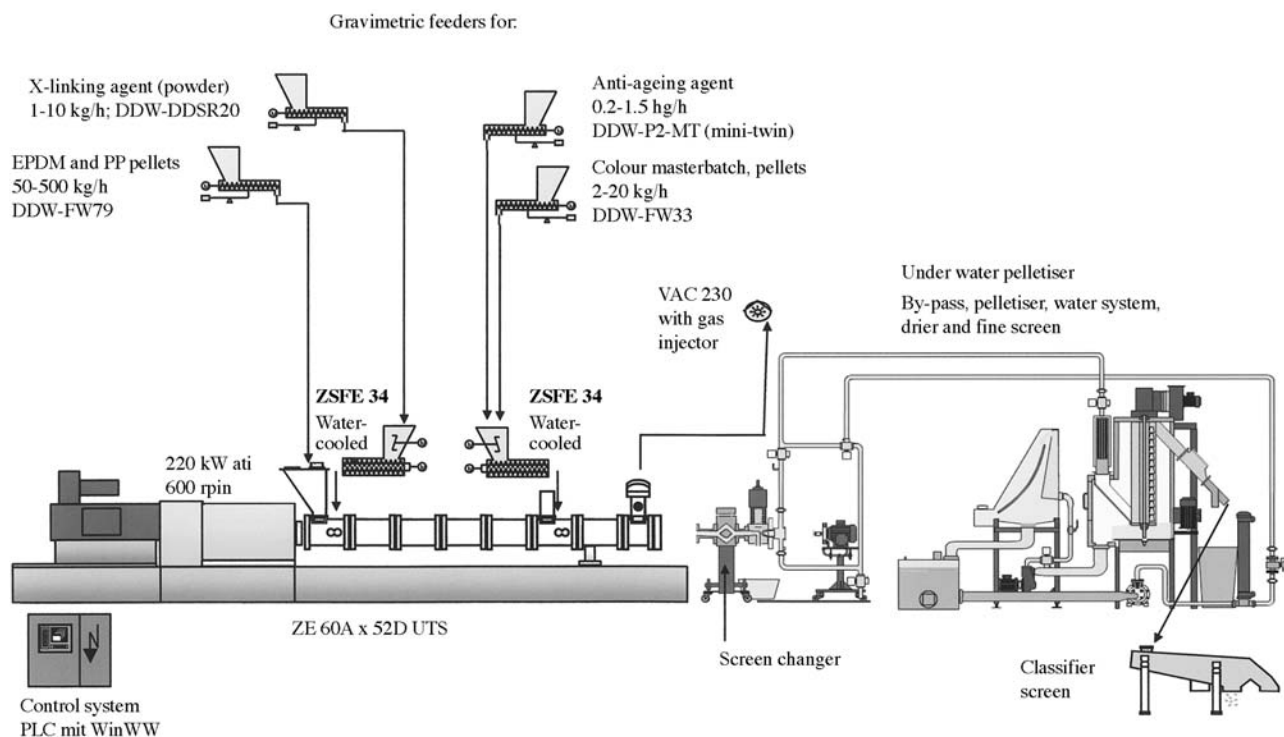 Gravimetric feeders for:
X-linking agent (powder)
1-10 kg/h; DDW-DDSR20
EPDM and PP pellets
50-500 kg/h
DDW-FW79
Anti-ageing agent
0.2-1.5 hg/h
DDW-P2-MT (mini-twin)
Colour masterbatch, pellets
2-20 kg/h
DDW-FW33
VAC 230
with gas
injector
Under water pelletiser
By-pass, pelletiser, water system,
drier and fine screen
ZSFE 34
Water-
cooled
ZSFE 34
Water-
cooled
220 kW ati
600 rpin
ZE 60A x 52D UTS
Screen changer
Classifier
screen
N
Control system
PLC mit WinWW